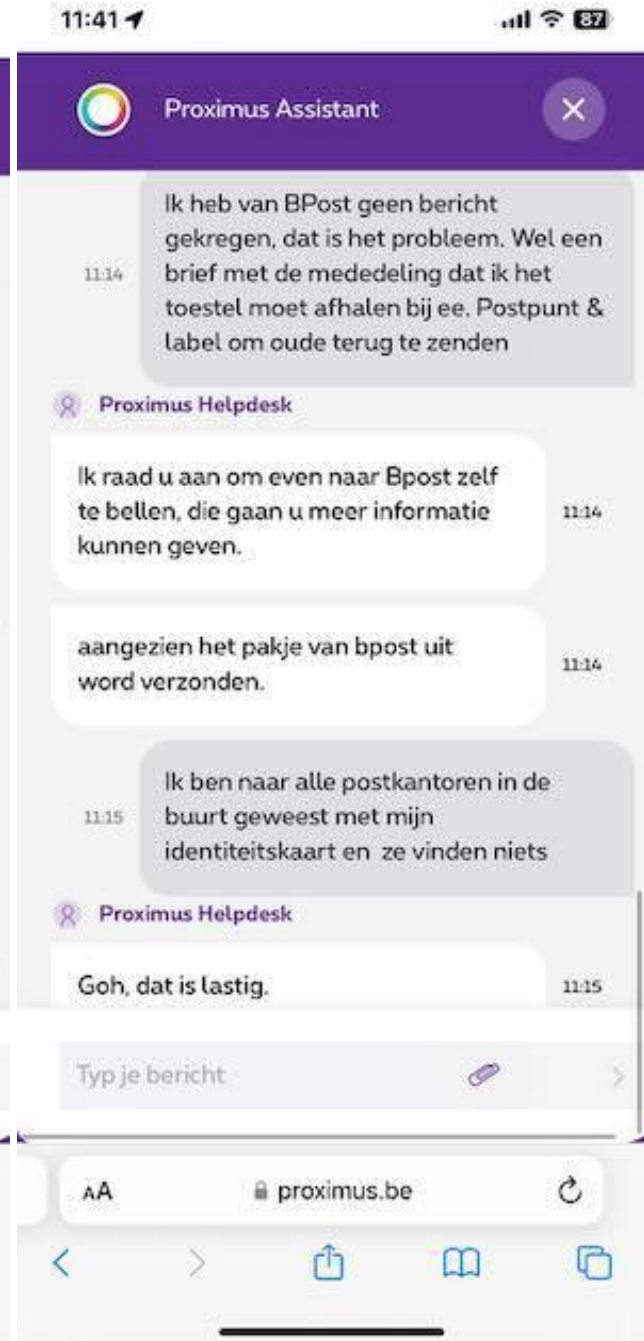 11:41
87
Proximus Assistant
Ik heb van BPost geen bericht
gekregen, dat is het probleem. Wel een
brief met de mededeling dat ik het
toestel moet afhalen bij ee. Postpunt &
label om oude terug te zenden
11:14
Proximus Helpdesk
Ik raad u aan om even naar Bpost zelf
te bellen, die gaan u meer informatie
kunnen geven.
11:14
aangezien het pakje van bpost uit
word verzonden.
11:14
Ik ben naar alle postkantoren in de
buurt geweest met mijn
identiteitskaart en ze vinden niets
11:15
Proximus Helpdesk
Goh, dat is lastig.
11:15
Typ je bericht
AA
proximus.be